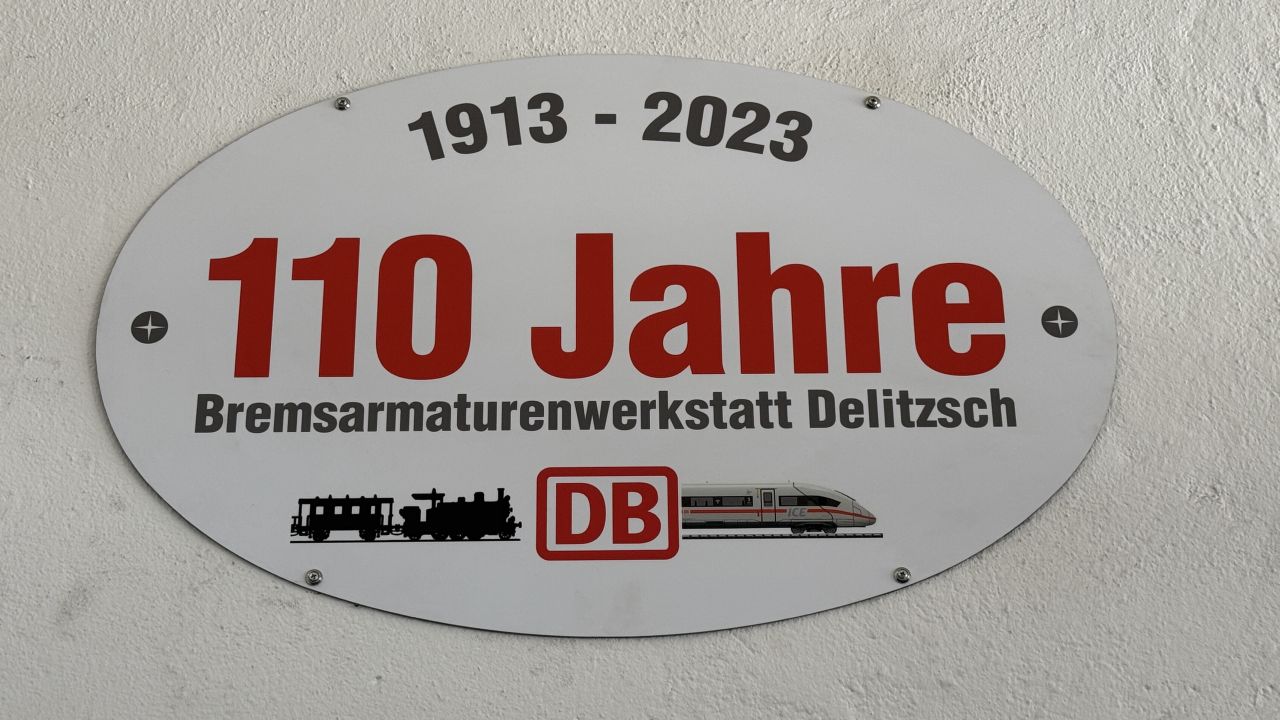 1913 - 2023
110 Jahre
Bremsarmaturenwerkstatt Delitzsch
DB
ICE